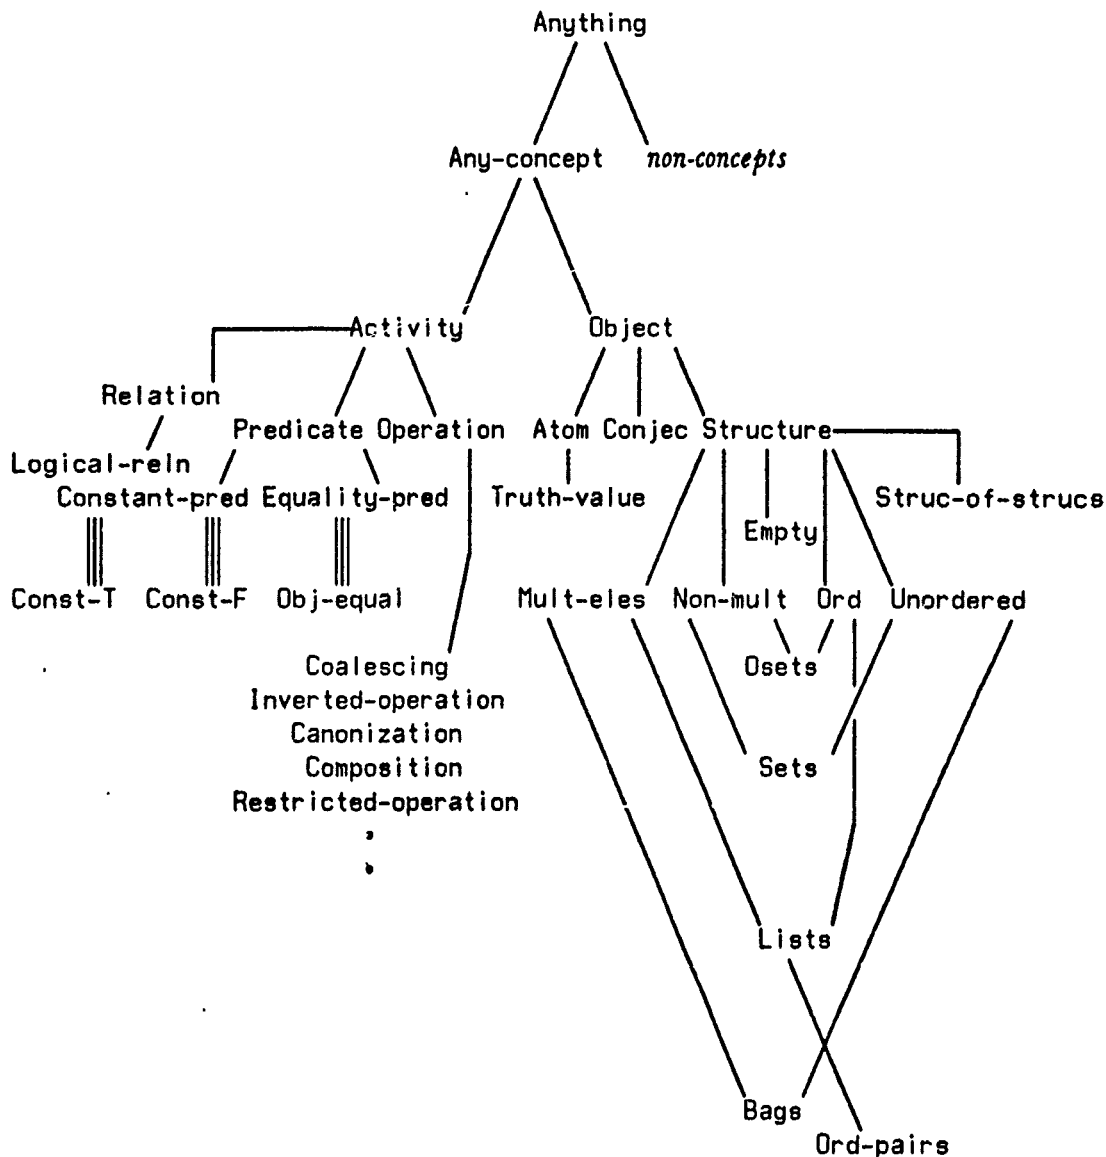 Anything
Any-concept non-concepts
Activity Object
Relation
Predicate Operation Atom Conjec Structure
Logical-reln
Constant-pred Equality-pred Truth-value Struc-of-strucs
Empty
Const-T Const-F Obj-equal Mult-eles Non-mult Ord Unordered
Coalescing Osets
Inverted-operation
Canonization
Composition Sets
Restricted-operation
Lists
Bags
Ord-pairs